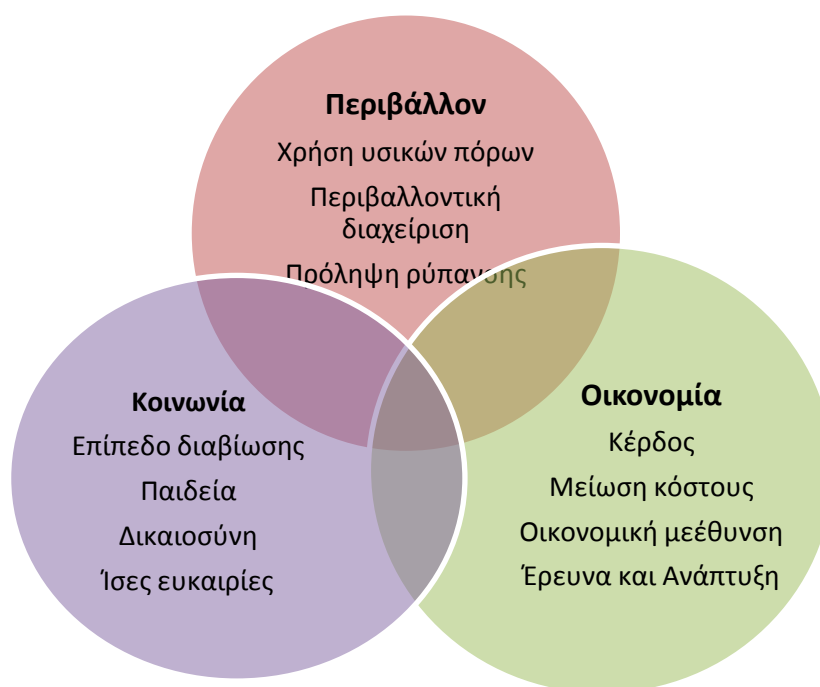 Περιβάλλον
Χρήση υσικών πόρων
Περιβαλλοντική
διαχείριση
Πρόληψη ρύπανσης
Κοινωνία
Επίπεδο διαβίωσης
Παιδεία
Δικαιοσύνη
Ίσες ευκαιρίες
Οικονομία
Κέρδος
Μείωση κόστους
Οικονομική μεέθυνση
Έρευνα και Ανάπτυξη